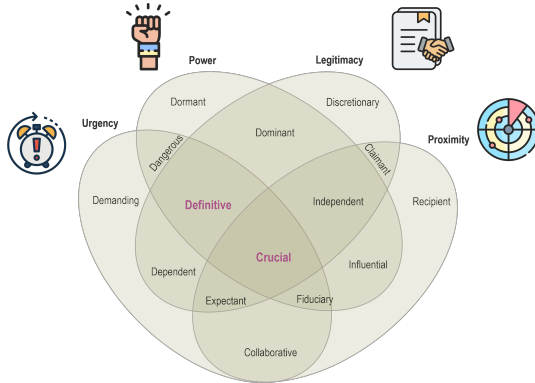 Power
Legitimacy
Urgency
Dormant
Discretionary
Dominant
Proximity
Dangerous
Claimant
Demanding
Definitive
Independent
Recipient
Crucial
Dependent
Influential
Expectant
Fiduciary
Collaborative